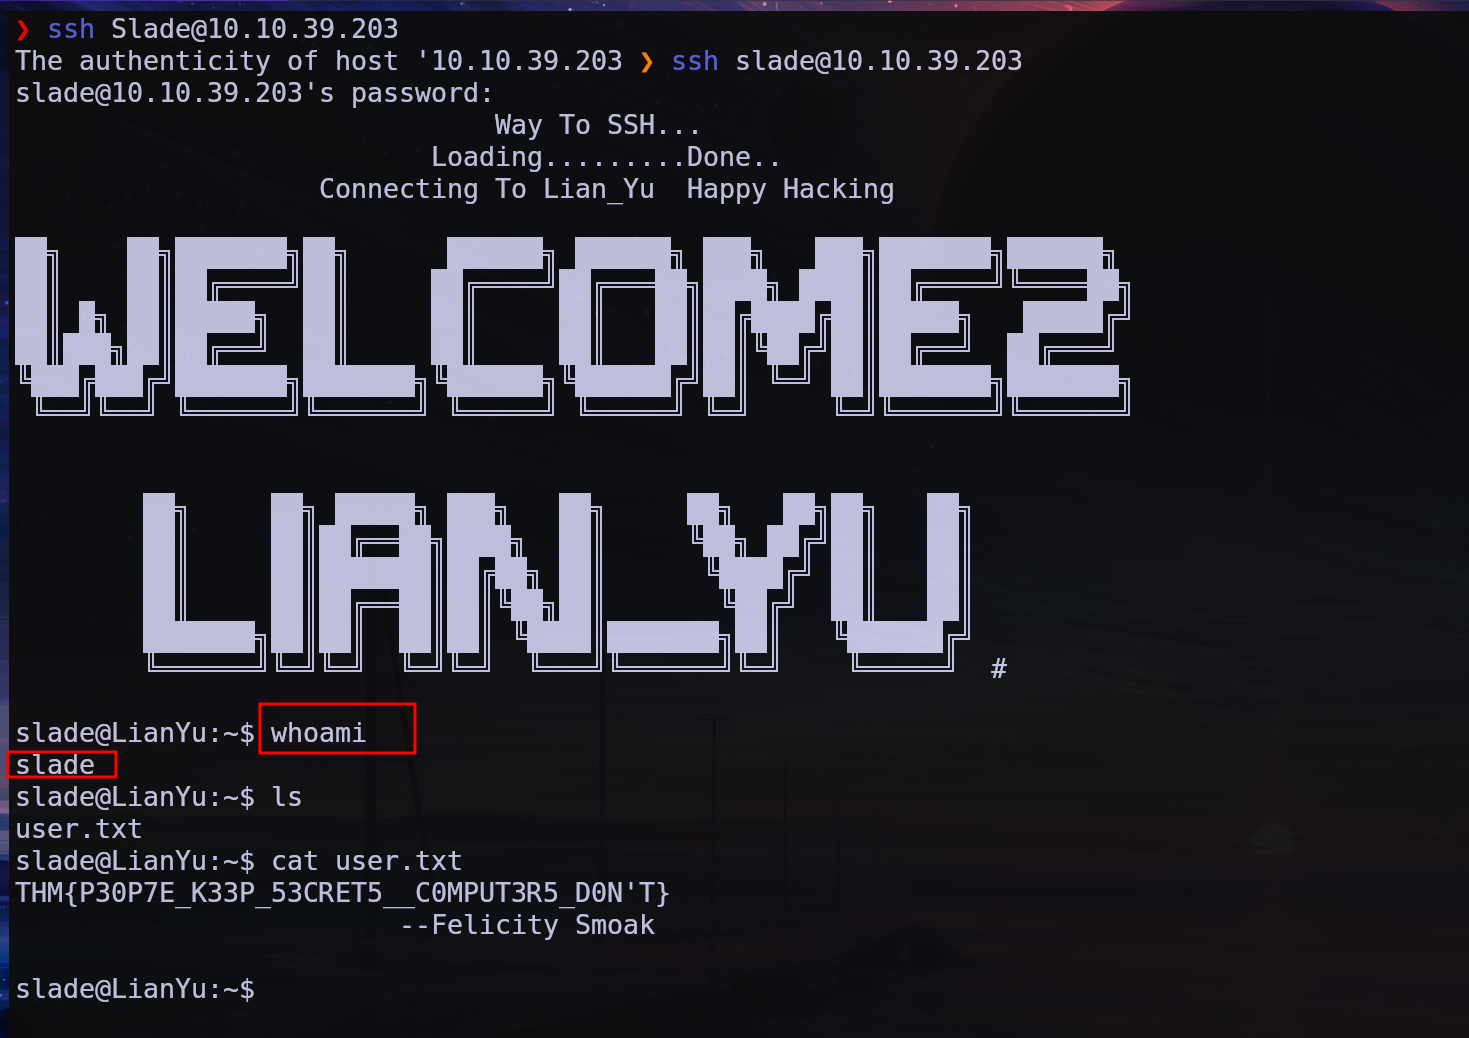 ❯ ssh Slade@10.10.39.203
The authenticity of host '10.10.39.203 ❯ ssh slade@10.10.39.203
slade@10.10.39.203's password:
Way To SSH...
Loading.........Done..
Connecting To Lian_Yu  Happy Hacking
WELCOME2
LIAN_YU #
slade@LianYu:~$ whoami
slade
slade@LianYu:~$ ls
user.txt
slade@LianYu:~$ cat user.txt
THM{P30P7E_K33P_53CRET5__C0MPUT3R5_D0N'T}
--Felicity Smoak
slade@LianYu:~$